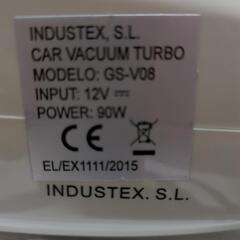 INDUSTEX, S.L.
CAR VACUUM TURBO
MODELO: GS-V08
INPUT: 12V ⎓
POWER: 90W
CE
EL/EX1111/2015
INDUSTEX. S.L.